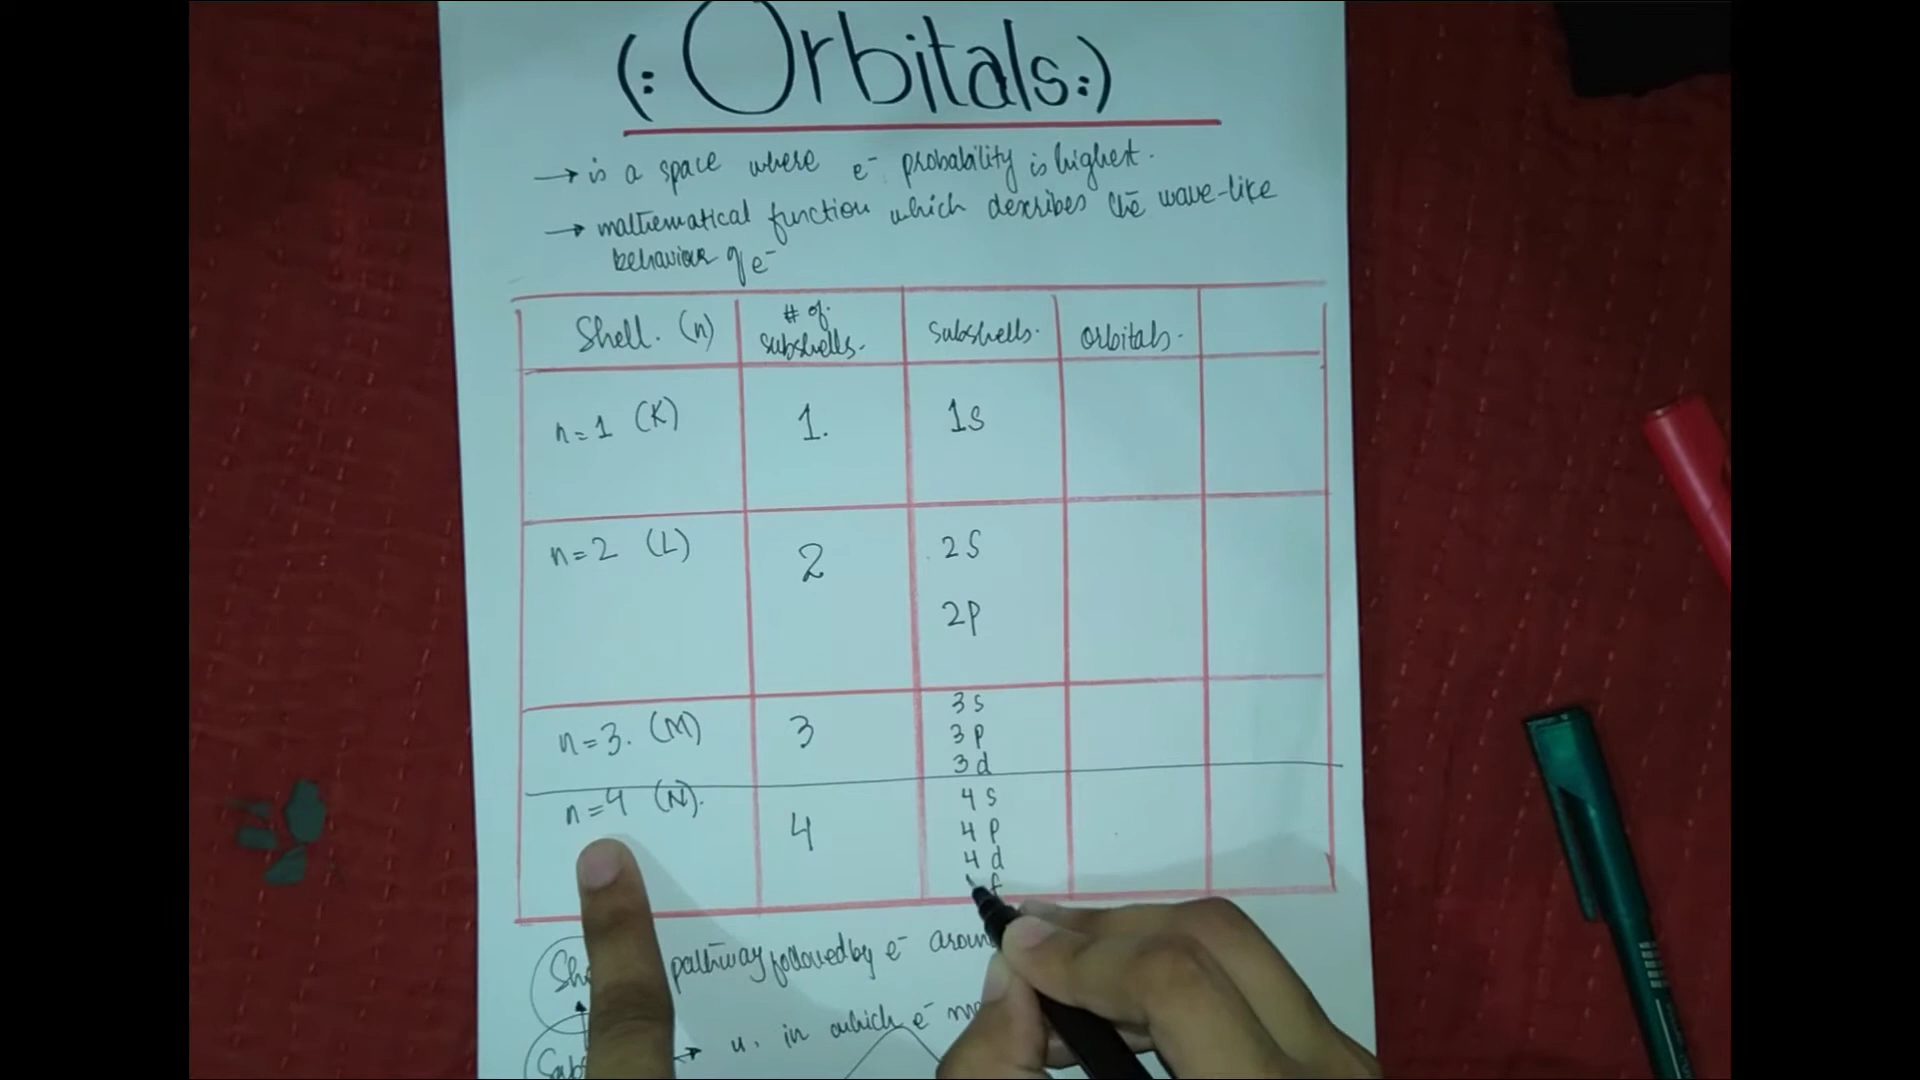 (: Orbitals :)
→ is a space where e⁻ probability is highest.
→ mathematical function which describes the wave-like
behaviour of e⁻
Shell. (n) # of subshells. Subshells. orbitals.
n=1 (K) 1. 1s
n=2 (L) 2 2s
2p
n=3. (M) 3 3s
3p
3d
n=4 (N). 4 4s
4p
4d
f
pathway followed by e⁻
→ u. in which e⁻